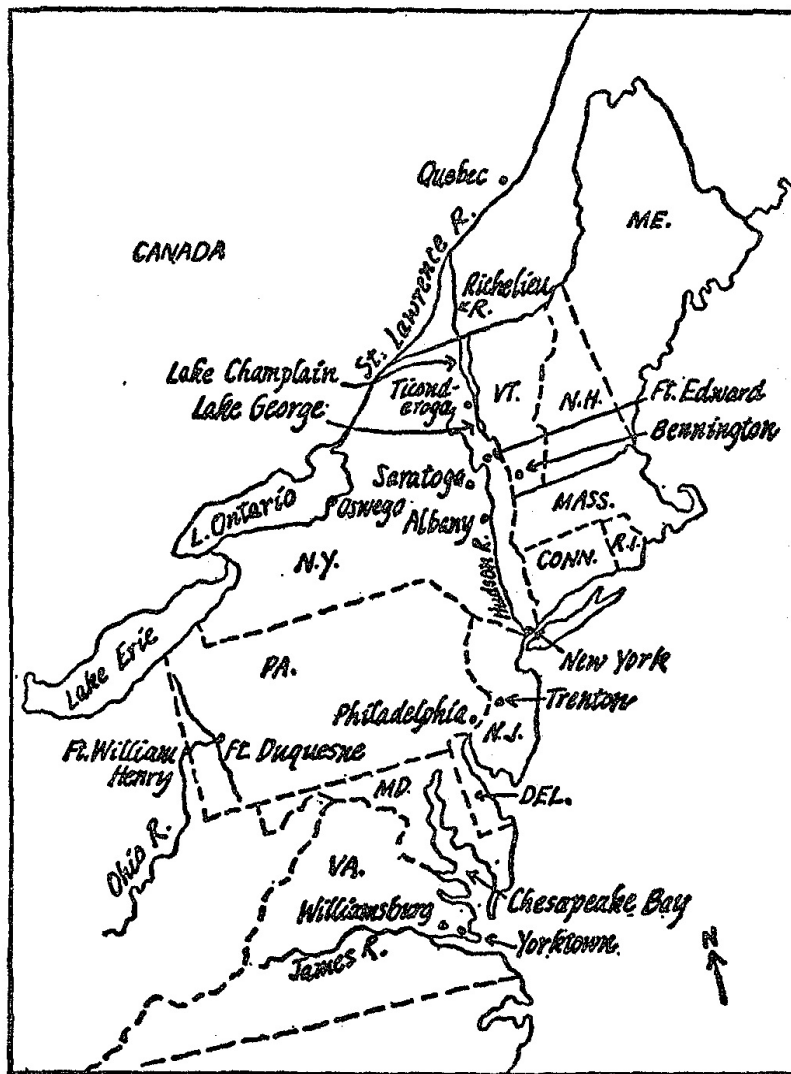 Quebec
ME.
CANADA
St. Lawrence R.
Richelieu
R.
Lake Champlain
Lake George
Ticond-
eroga
VT.
N.H.
Ft. Edward
Bennington
Saratoga
L. Ontario
Oswego
Albany
MASS.
CONN.
R.I.
N.Y.
Hudson R.
Lake Erie
PA.
New York
Trenton
Philadelphia
N.J.
Ft. William
Henry
Ft. Duquesne
MD.
DEL.
Ohio R.
VA.
Chesapeake Bay
Williamsburg
Yorktown
James R.
N